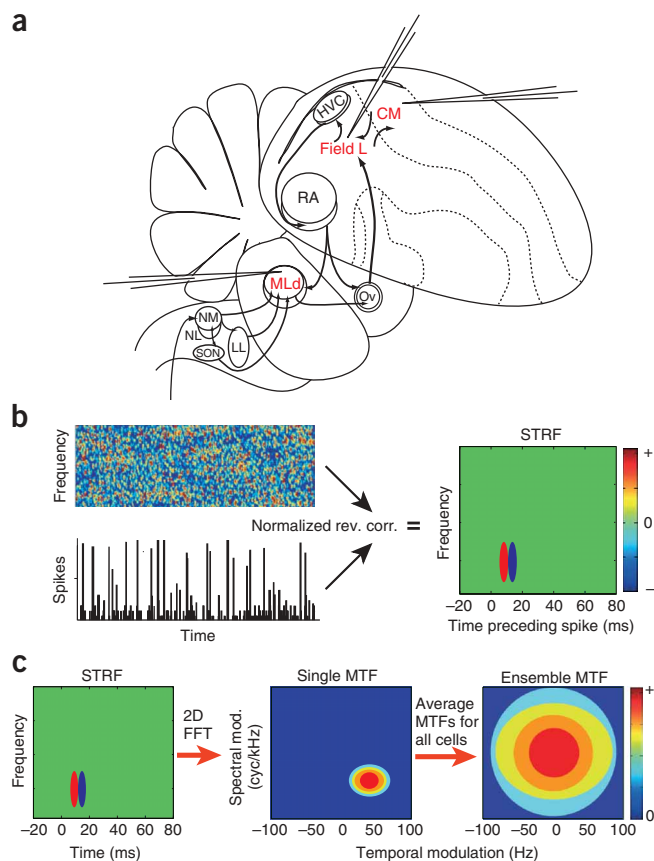 a
HVC
CM
Field L
RA
MLd
Ov
NM
NL
LL
SON
b
STRF
Frequency
Normalized rev. corr. =
Spikes
Time
Frequency
+
0
–
–20 0 20 40 60 80
Time preceding spike (ms)
c
STRF
Single MTF
Ensemble MTF
Frequency
2D
FFT
Spectral mod.
(cyc/kHz)
Average
MTFs for
all cells
+
0
–20 0 20 40 60 80
–100 –50 0 50 100
–100 –50 0 50 100
Time (ms)
Temporal modulation (Hz)